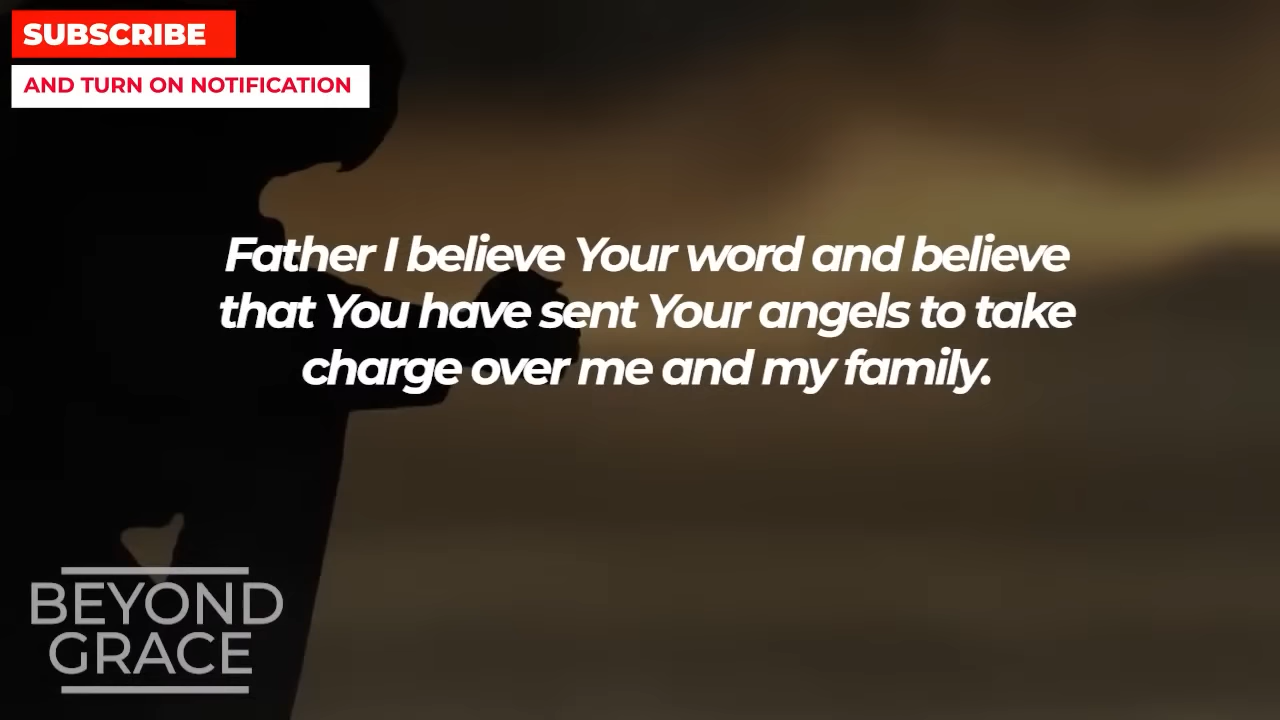 SUBSCRIBE
AND TURN ON NOTIFICATION
Father I believe Your word and believe
that You have sent Your angels to take
charge over me and my family.
BEYOND
GRACE